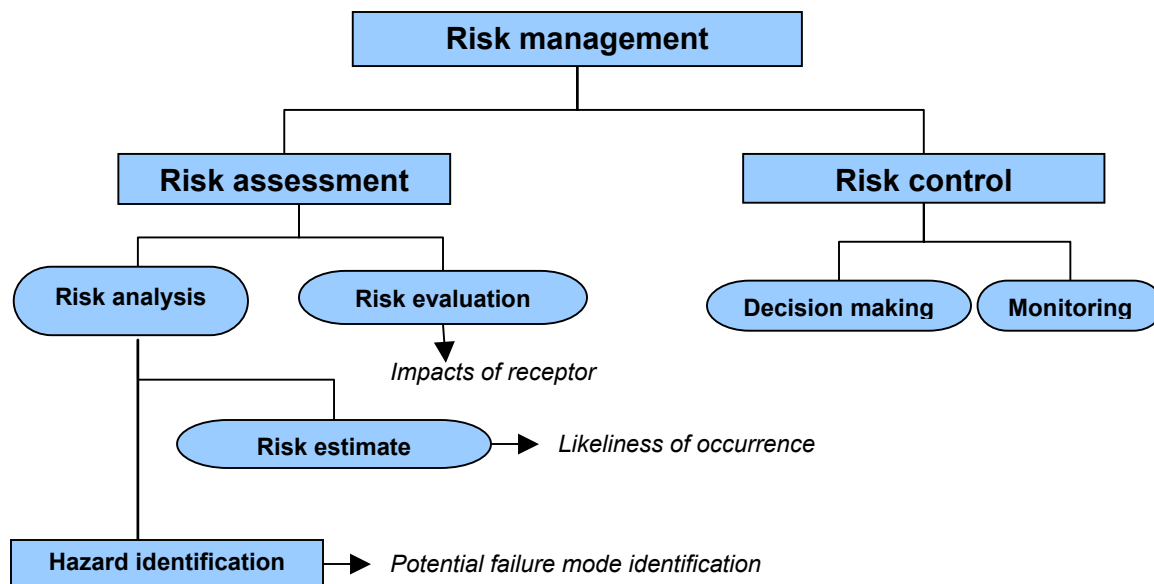 Risk management
Risk assessment
Risk control
Risk analysis
Risk evaluation
Decision making
Monitoring
Impacts of receptor
Risk estimate
Likeliness of occurrence
Hazard identification
Potential failure mode identification